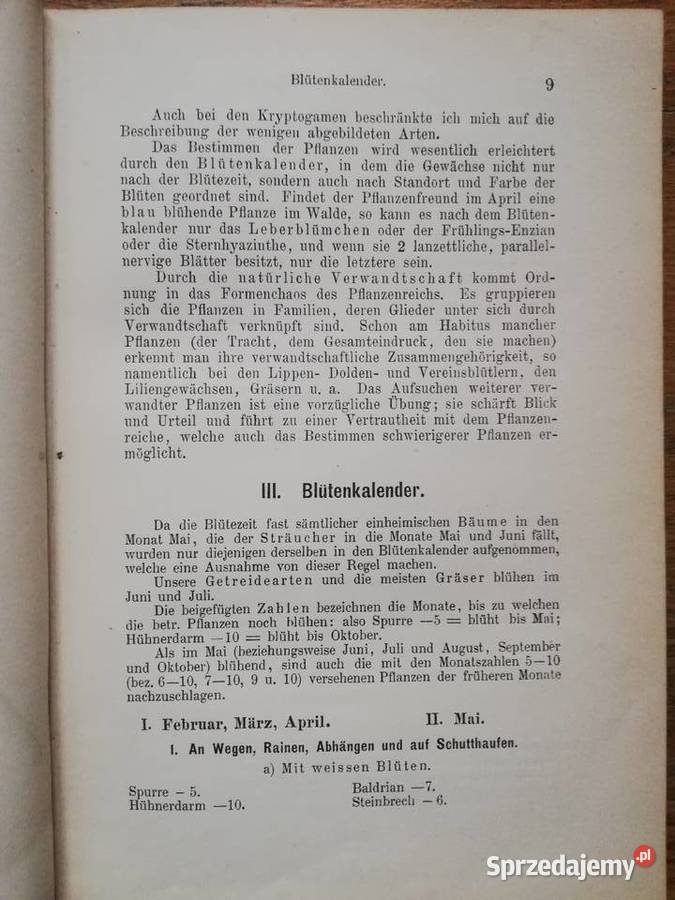 Blütenkalender. 9
Auch bei den Kryptogamen beschränkte ich mich auf die
Beschreibung der wenigen abgebildeten Arten.
Das Bestimmen der Pflanzen wird wesentlich erleichtert
durch den Blütenkalender, in dem die Gewächse nicht nur
nach der Blütezeit, sondern auch nach Standort und Farbe der
Blüten geordnet sind. Findet der Pflanzenfreund im April eine
blau blühende Pflanze im Walde, so kann es nach dem Blüten-
kalender nur das Leberblümchen oder der Frühlings-Enzian
oder die Sternhyazinthe, und wenn sie 2 lanzettliche, parallel-
nervige Blätter besitzt, nur die letztere sein.
Durch die natürliche Verwandtschaft kommt Ord-
nung in das Formenchaos des Pflanzenreichs. Es gruppieren
sich die Pflanzen in Familien, deren Glieder unter sich durch
Verwandtschaft verknüpft sind. Schon am Habitus mancher
Pflanzen (der Tracht, dem Gesamteindruck, den sie machen)
erkennt man ihre verwandtschaftliche Zusammengehörigkeit, so
namentlich bei den Lippen- Dolden- und Vereinsblütlern, den
Liliengewächsen, Gräsern u. a. Das Aufsuchen weiterer ver-
wandter Pflanzen ist eine vorzügliche Übung; sie schärft Blick
und Urteil und führt zu einer Vertrautheit mit dem Pflanzen-
reiche, welche auch das Bestimmen schwierigerer Pflanzen er-
möglicht.
III. Blütenkalender.
Da die Blütezeit fast sämtlicher einheimischen Bäume in den
Monat Mai, die der Sträucher in die Monate Mai und Juni fällt,
wurden nur diejenigen derselben in den Blütenkalender aufgenommen,
welche eine Ausnahme von dieser Regel machen.
Unsere Getreidearten und die meisten Gräser blühen im
Juni und Juli.
Die beigefügten Zahlen bezeichnen die Monate, bis zu welchen
die betr. Pflanzen noch blühen: also Spurre —5 = blüht bis Mai;
Hühnerdarm —10 = blüht bis Oktober.
Als im Mai (beziehungsweise Juni, Juli und August, September
und Oktober) blühend, sind auch die mit den Monatszahlen 5—10
(bez. 6—10, 7—10, 9 u. 10) versehenen Pflanzen der früheren Monate
nachzuschlagen.
I. Februar, März, April. II. Mai.
1. An Wegen, Rainen, Abhängen und auf Schutthaufen.
a) Mit weissen Blüten.
Spurre – 5. Baldrian —7.
Hühnerdarm —10. Steinbrech – 6.
Sprzedajemy.pl